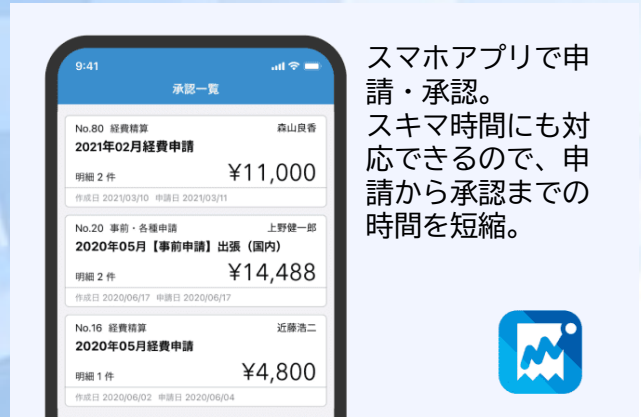 9:41
承認一覧
No.80 経費精算 森山良香
2021年02月経費申請
明細 2 件 ¥11,000
作成日 2021/03/10 申請日 2021/03/11
No.20 事前・各種申請 上野健一郎
2020年05月【事前申請】出張（国内）
明細 2 件 ¥14,488
作成日 2020/06/17 申請日 2020/06/17
No.16 経費精算 近藤浩二
2020年05月経費申請
明細 1 件 ¥4,800
作成日 2020/06/02 申請日 2020/06/04
スマホアプリで申
請・承認。
スキマ時間にも対
応できるので、申
請から承認までの
時間を短縮。